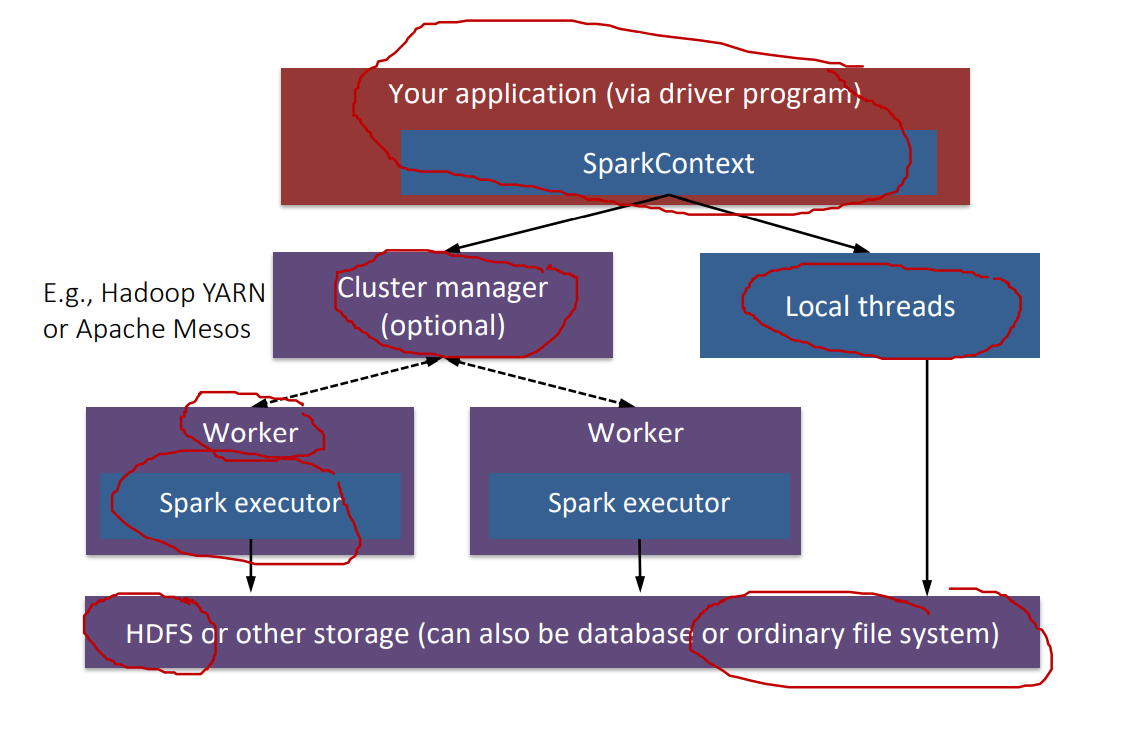 Your application (via driver program)
SparkContext
E.g., Hadoop YARN
or Apache Mesos
Cluster manager
(optional)
Local threads
Worker
Spark executor
Worker
Spark executor
HDFS or other storage (can also be database or ordinary file system)